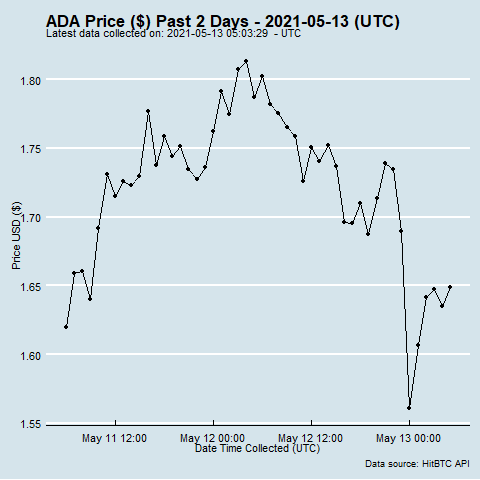 ADA Price ($) Past 2 Days - 2021-05-13 (UTC)
Latest data collected on: 2021-05-13 05:03:29 - UTC
1.80
1.75
1.70
1.65
1.60
1.55
Price USD ($)
May 11 12:00
May 12 00:00
May 12 12:00
May 13 00:00
Date Time Collected (UTC)
Data source: HitBTC API